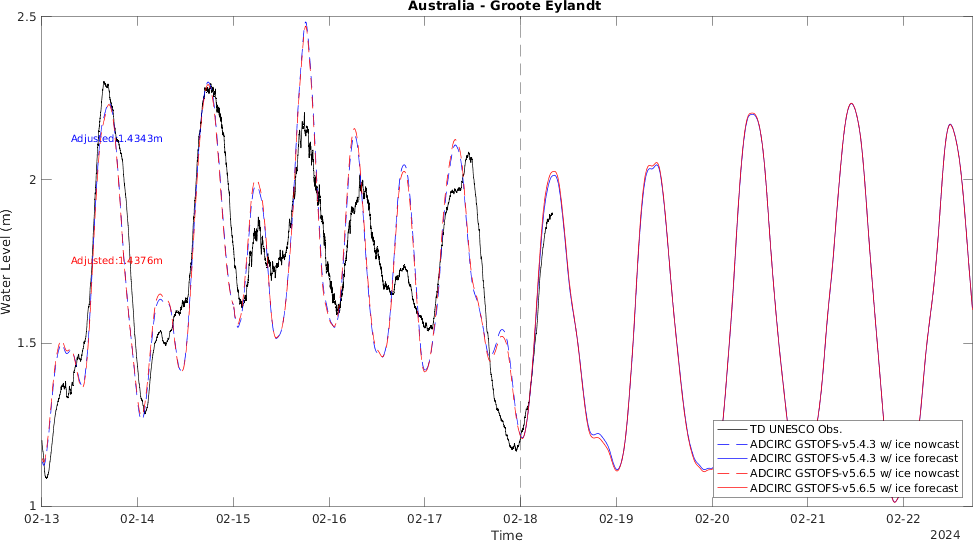 Australia - Groote Eylandt
2.5
2
1.5
1
Water Level (m)
Adjusted:1.4343m
Adjusted:1.4376m
TD UNESCO Obs.
ADCIRC GSTOFS-v5.4.3 w/ ice nowcast
ADCIRC GSTOFS-v5.4.3 w/ ice forecast
ADCIRC GSTOFS-v5.6.5 w/ ice nowcast
ADCIRC GSTOFS-v5.6.5 w/ ice forecast
02-13 02-14 02-15 02-16 02-17 02-18 02-19 02-20 02-21 02-22
Time
2024